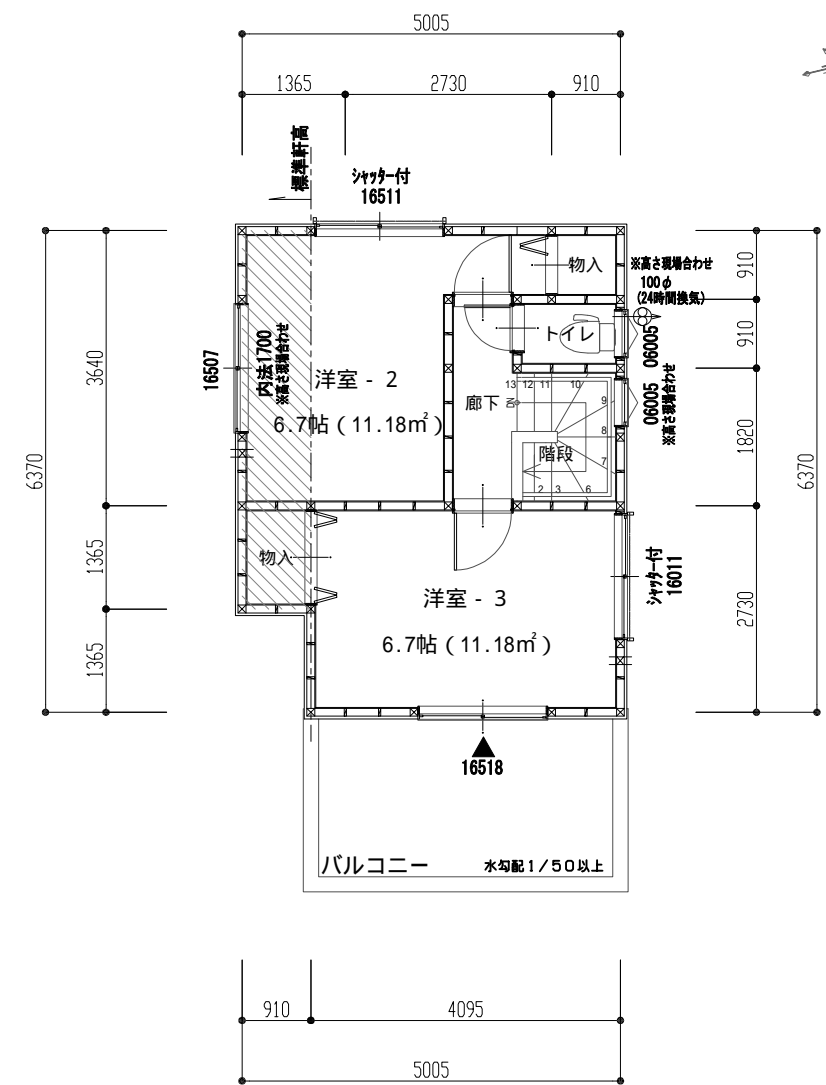 5005
1365
2730
910
標準軒高
シャッター付
16511
物入
※高さ現場合わせ
100φ
(24時間換気)
910
910
トイレ
06005
06005
※高さ現場合わせ
16507
内法1700
※高さ現場合わせ
3640
洋室 - 2
6.7帖 ( 11.18㎡ )
廊下
DN
13
12
11
10
9
8
7
6
3
2
階段
1820
6370
6370
1365
物入
洋室 - 3
6.7帖 ( 11.18㎡ )
シャッター付
16011
2730
1365
16518
バルコニー
水勾配1/50以上
910
4095
5005